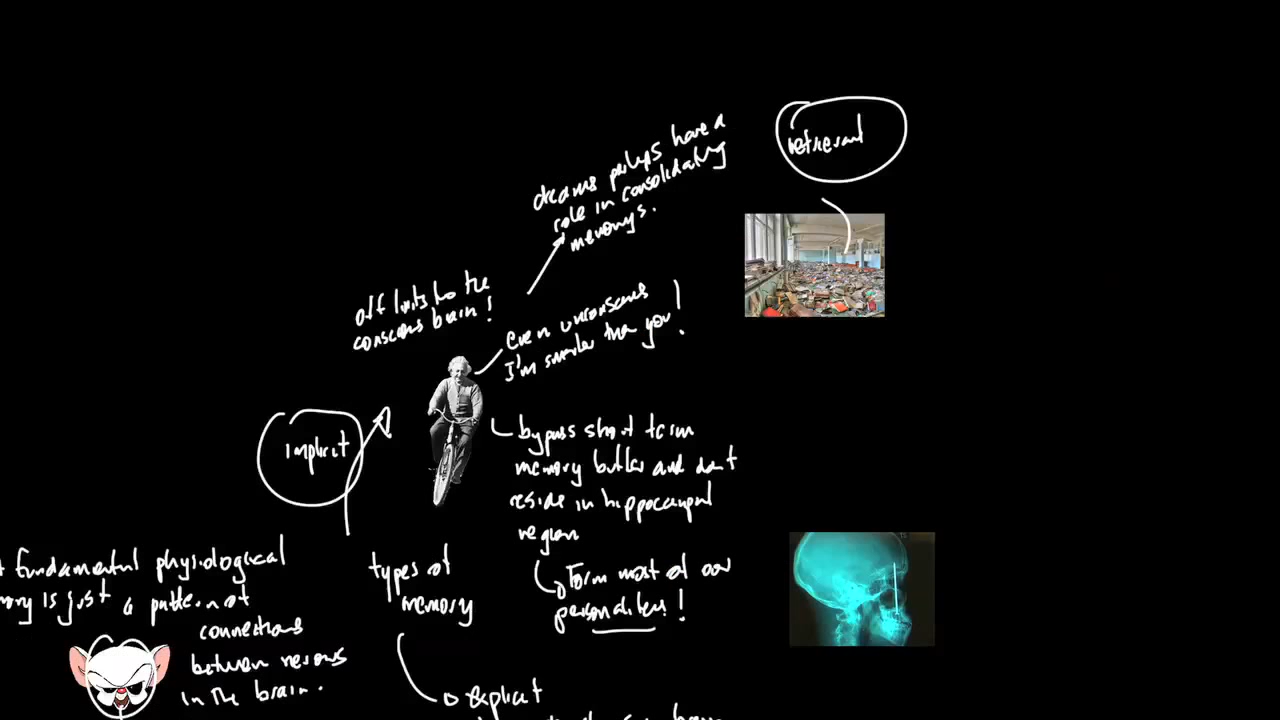 dreams perhaps have a
role in consolidating
memorys.
off limits to the
conscious brain!
even unconscious
I'm smarter than you!
implicit
bypass short term
memory buffer and don't
reside in hippocampal
region
Form most of our
personalities!
types of
memory
explicit
fundamental physiological
is just a pattern of
connections
between neurons
in the brain.